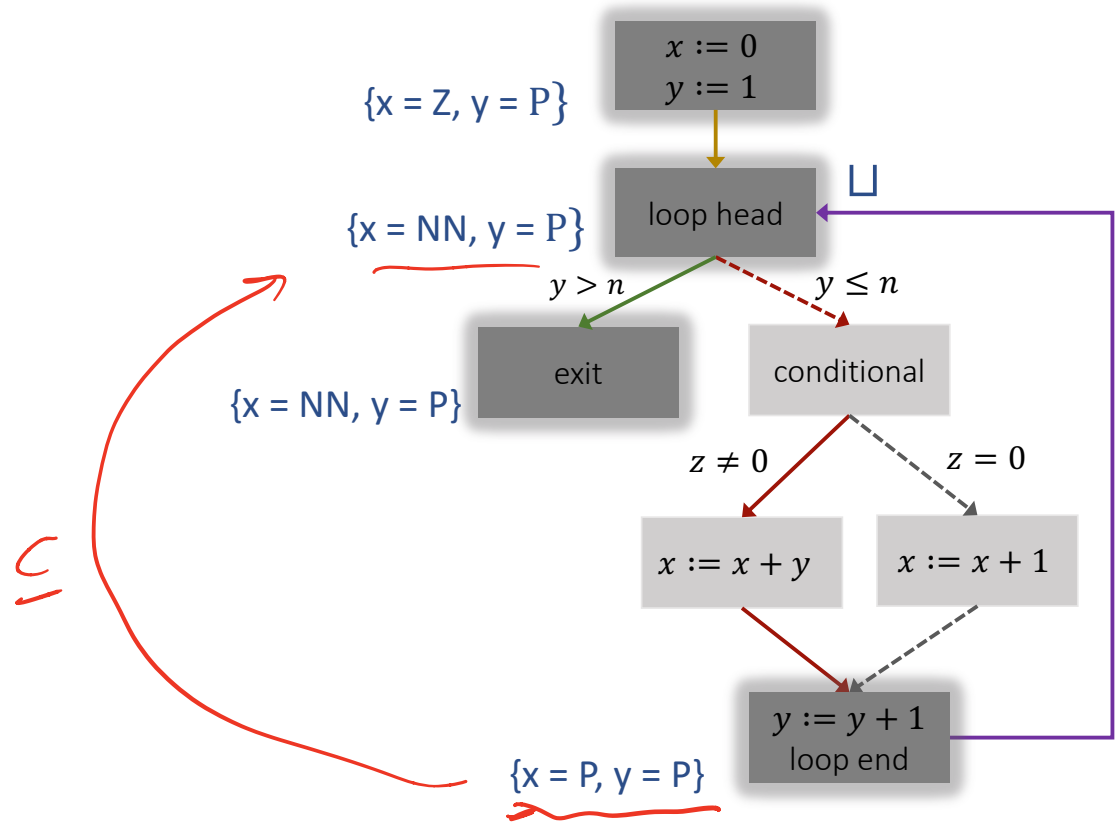 x := 0
y := 1
{x = Z, y = P}
⊔
loop head
{x = NN, y = P}
y > n
y ≤ n
exit
conditional
{x = NN, y = P}
z ≠ 0
z = 0
x := x + y
x := x + 1
⊆
y := y + 1
loop end
{x = P, y = P}